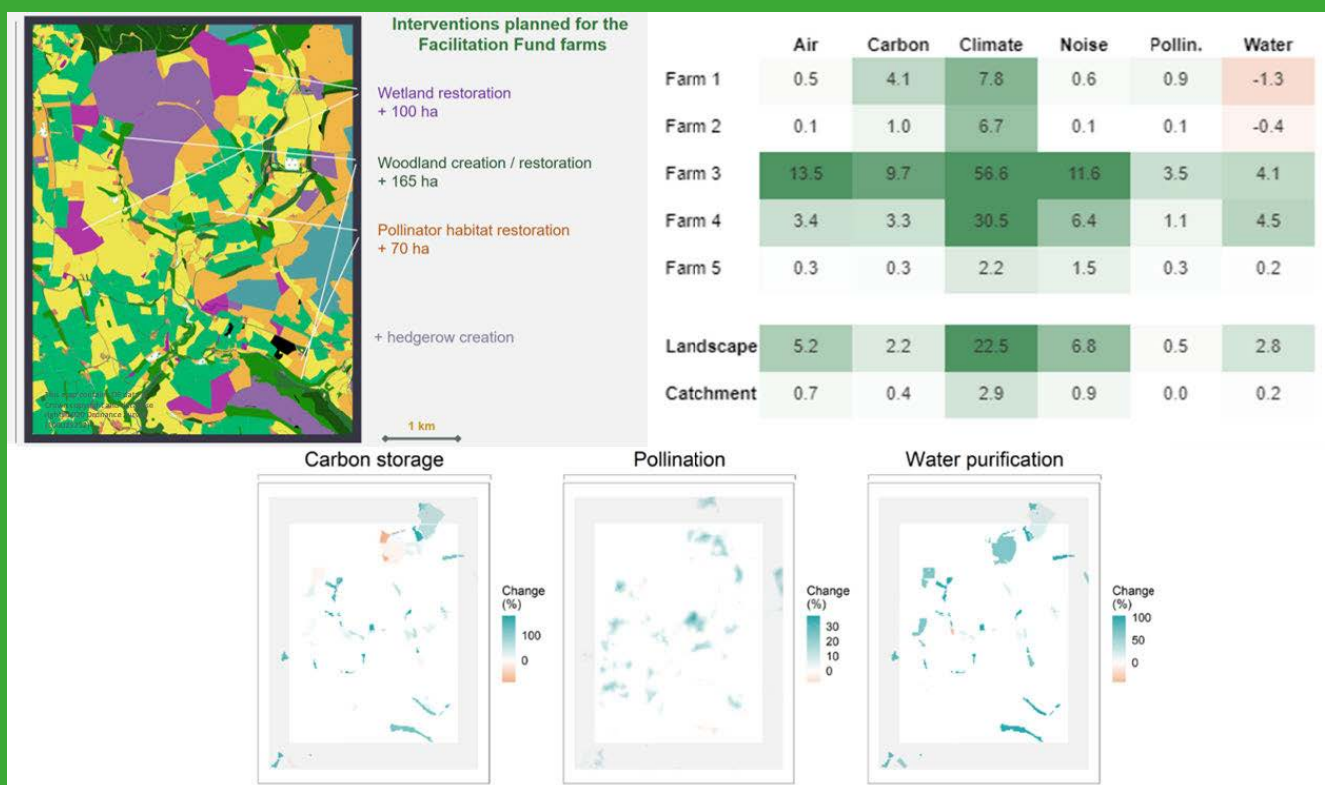 Interventions planned for the
Facilitation Fund farms
Wetland restoration
+ 100 ha
Woodland creation / restoration
+ 165 ha
Pollinator habitat restoration
+ 70 ha
+ hedgerow creation
1 km
Air Carbon Climate Noise Pollin. Water
Farm 1 0.5 4.1 7.8 0.6 0.9 -1.3
Farm 2 0.1 1.0 6.7 0.1 0.1 -0.4
Farm 3 13.5 9.7 56.6 11.6 3.5 4.1
Farm 4 3.4 3.3 30.5 6.4 1.1 4.5
Farm 5 0.3 0.3 2.2 1.5 0.3 0.2
Landscape 5.2 2.2 22.5 6.8 0.5 2.8
Catchment 0.7 0.4 2.9 0.9 0.0 0.2
Carbon storage
Change
(%)
100
0
Pollination
Change
(%)
30
20
10
0
Water purification
Change
(%)
100
50
0